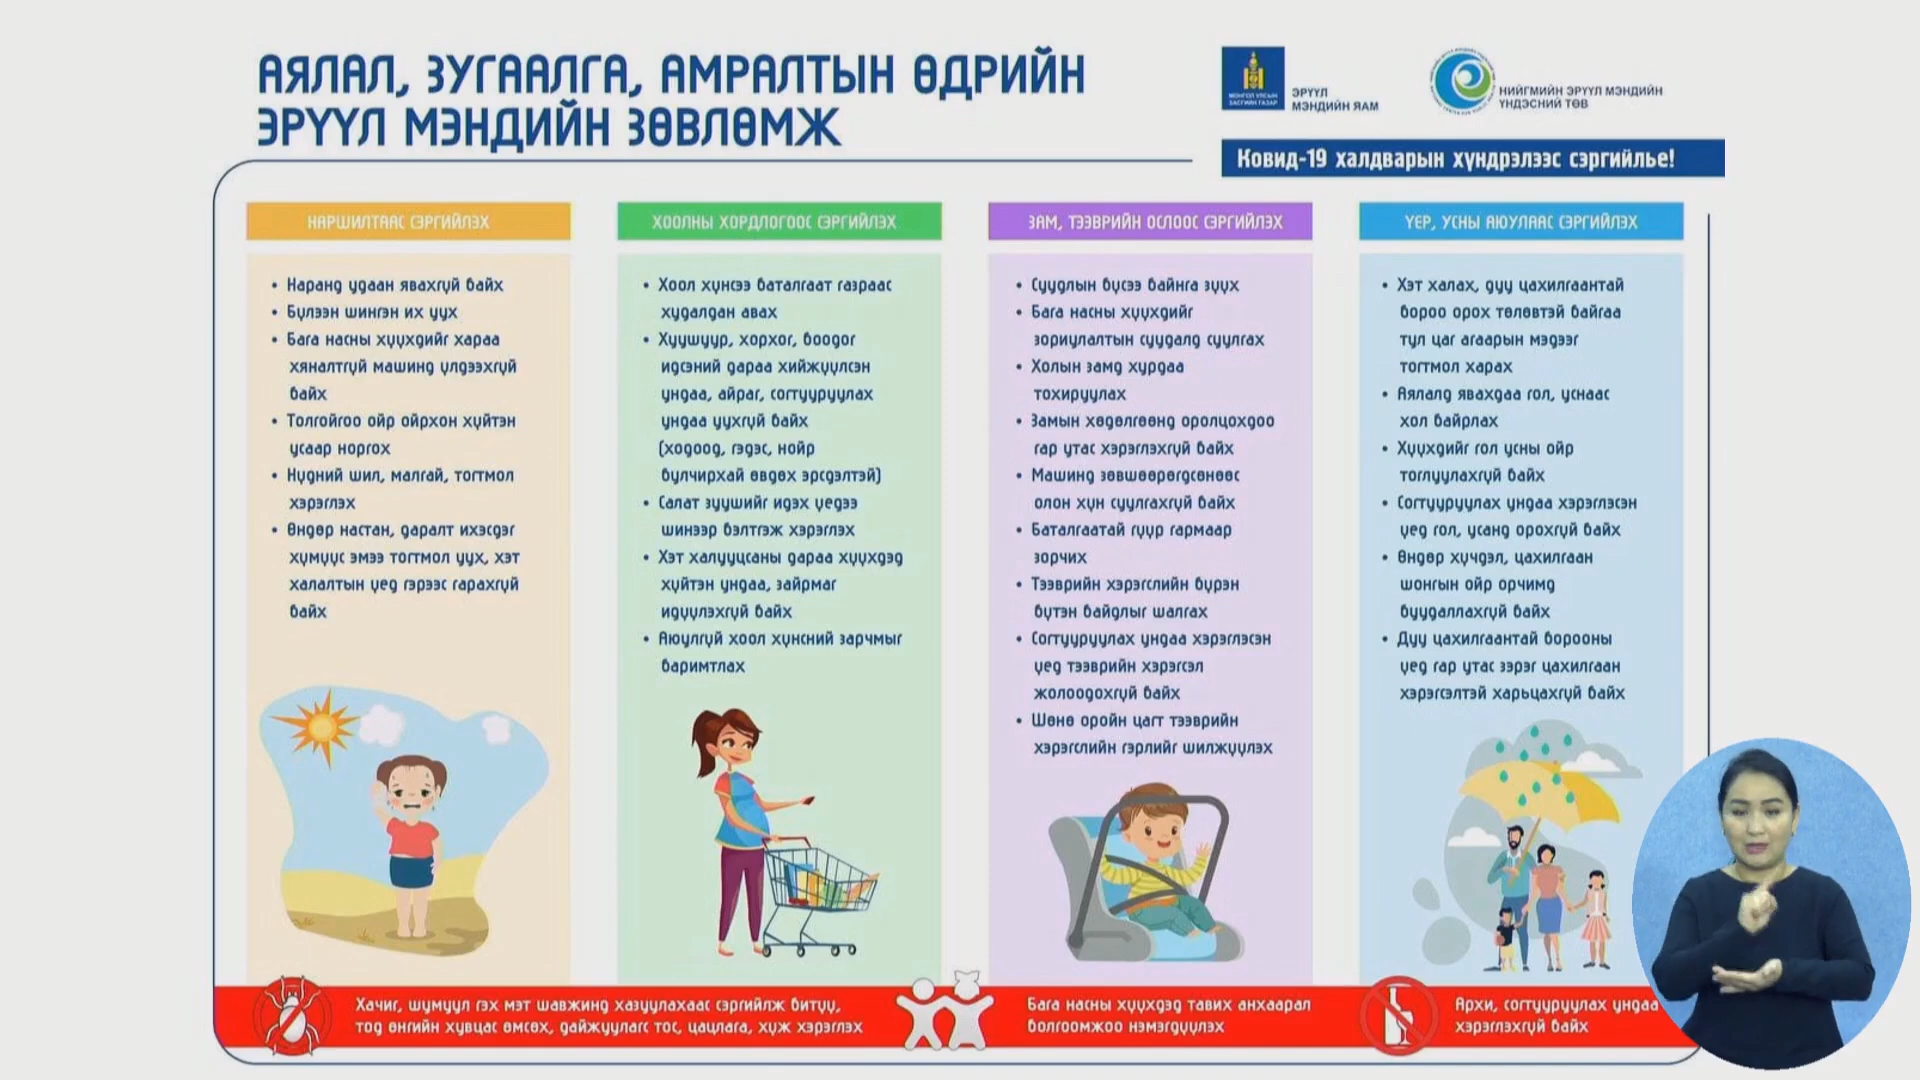 АЯЛАЛ, ЗУГААЛГА, АМРАЛТЫН ӨДРИЙН
ЭРҮҮЛ МЭНДИЙН ЗӨВЛӨМЖ
МОНГОЛ УЛСЫН
ЗАСГИЙН ГАЗАР
ЭРҮҮЛ
МЭНДИЙН ЯАМ
НИЙГМИЙН ЭРҮҮЛ МЭНДИЙН
ҮНДЭСНИЙ ТӨВ
Ковид-19 халдварын хүндрэлээс сэргийлье!
НАРШИЛТААС СЭРГИЙЛЭХ
• Наранд удаан явахгүй байх
• Бүлээн шингэн их уух
• Бага насны хүүхдийг хараа
хяналтгүй машинд үлдээхгүй
байх
• Толгойгоо ойр ойрхон хүйтэн
усаар норгох
• Нүдний шил, малгай, тогтмол
хэрэглэх
• Өндөр настан, даралт ихэсдэг
хүмүүс эмээ тогтмол уух, хэт
халалтын үед гэрээс гарахгүй
байх
ХООЛНЫ ХОРДЛОГООС СЭРГИЙЛЭХ
• Хоол хүнсээ баталгаат газраас
худалдан авах
• Хуушуур, хорхог, боодог
идсэний дараа хийжүүлсэн
ундаа, айраг, согтууруулах
ундаа уухгүй байх
(ходоод, гэдэс, нойр
булчирхай өвдөх эрсдэлтэй)
• Салат зуушийг идэх үедээ
шинээр бэлтгэж хэрэглэх
• Хэт халууцсаны дараа хүүхдэд
хүйтэн ундаа, зайрмаг
идүүлэхгүй байх
• Аюулгүй хоол хүнсний зарчмыг
баримтлах
ЗАМ, ТЭЭВРИЙН ОСЛООС СЭРГИЙЛЭХ
• Суудлын бүсээ байнга зүүх
• Бага насны хүүхдийг
зориулалтын суудалд суулгах
• Холын замд хурдаа
тохируулах
• Замын хөдөлгөөнд оролцохдоо
гар утас хэрэглэхгүй байх
• Машинд зөвшөөрөгдсөнөөс
олон хүн суулгахгүй байх
• Баталгаатай гүүр гармаар
зорчих
• Тээврийн хэрэгслийн бүрэн
бүтэн байдлыг шалгах
• Согтууруулах ундаа хэрэглэсэн
үед тээврийн хэрэгсэл
жолоодохгүй байх
• Шөнө оройн цагт тээврийн
хэрэгслийн гэрлийг шилжүүлэх
ҮЕР, УСНЫ АЮУЛААС СЭРГИЙЛЭХ
• Хэт халах, дуу цахилгаантай
бороо орох төлөвтэй байгаа
тул цаг агаарын мэдээг
тогтмол харах
• Аялалд явахдаа гол, уснаас
хол байрлах
• Хүүхдийг гол усны ойр
тоглуулахгүй байх
• Согтууруулах ундаа хэрэглэсэн
үед гол, усанд орохгүй байх
• Өндөр хүчдэл, цахилгаан
шонгын ойр орчимд
буудаллахгүй байх
• Дуу цахилгаантай борооны
үед гар утас зэрэг цахилгаан
хэрэгсэлтэй харьцахгүй байх
Хачиг, шумуул гэх мэт шавжинд хазуулахаас сэргийлж битүү,
тод өнгийн хувцас өмсөх, дайжуулагс тос, цацлага, хүж хэрэглэх
Бага насны хүүхдэд тавих анхаарал
болгоомжоо нэмэгдүүлэх
Архи, согтууруулах ундаа
хэрэглэхгүй байх